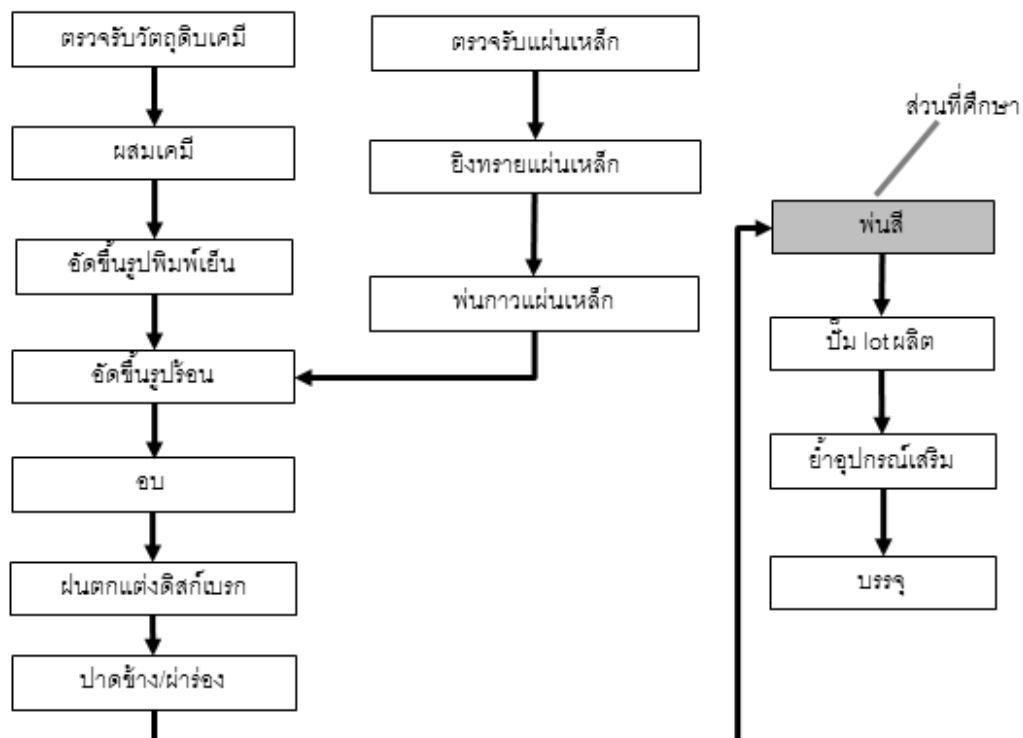 ตรวจรับวัตถุดิบเคมี
ผสมเคมี
อัดขึ้นรูปพิมพ์เย็น
อัดขึ้นรูปร้อน
อบ
ฝนตกแต่งดิสก์เบรก
ปาดข้าง/ผ่าร่อง
ตรวจรับแผ่นเหล็ก
ยิงทรายแผ่นเหล็ก
พ่นกาวแผ่นเหล็ก
ส่วนที่ศึกษา
พ่นสี
ปั๊ม lot ผลิต
ย้ำอุปกรณ์เสริม
บรรจุ